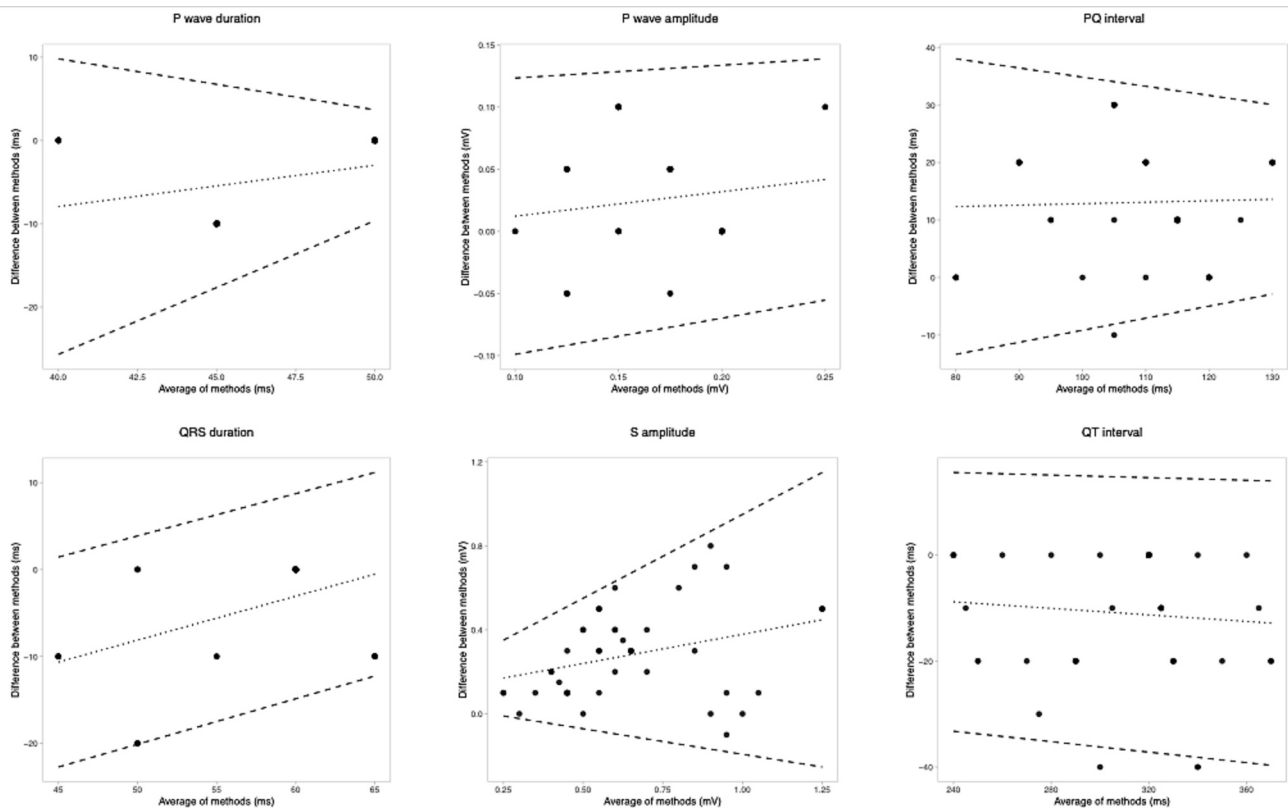 P wave duration
10
0
−10
−20
Difference between methods (ms)
40.0 42.5 45.0 47.5 50.0
Average of methods (ms)
P wave amplitude
0.15
0.10
0.05
0.00
−0.05
−0.10
Difference between methods (mV)
0.10 0.15 0.20 0.25
Average of methods (mV)
PQ interval
40
30
20
10
0
−10
Difference between methods (ms)
80 90 100 110 120 130
Average of methods (ms)
QRS duration
10
0
−10
−20
Difference between methods (ms)
45 50 55 60 65
Average of methods (ms)
S amplitude
1.2
0.8
0.4
0.0
Difference between methods (mV)
0.25 0.50 0.75 1.00 1.25
Average of methods (mV)
QT interval
0
−20
−40
Difference between methods (ms)
240 280 320 360
Average of methods (ms)